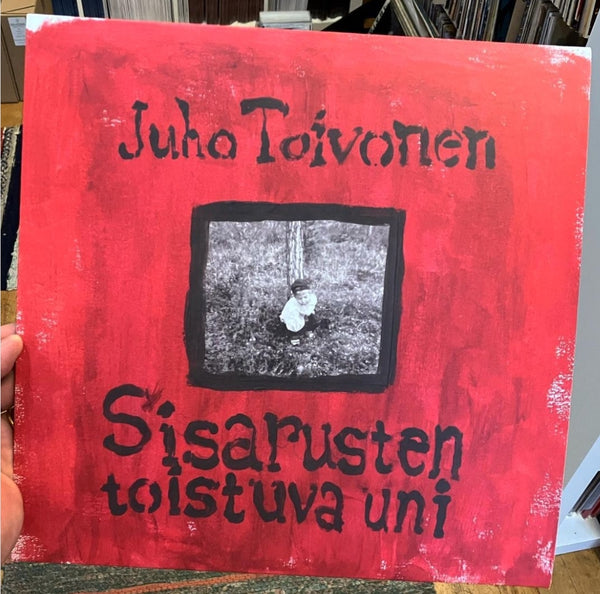 Juho Toivonen
Sisarusten
toistuva uni